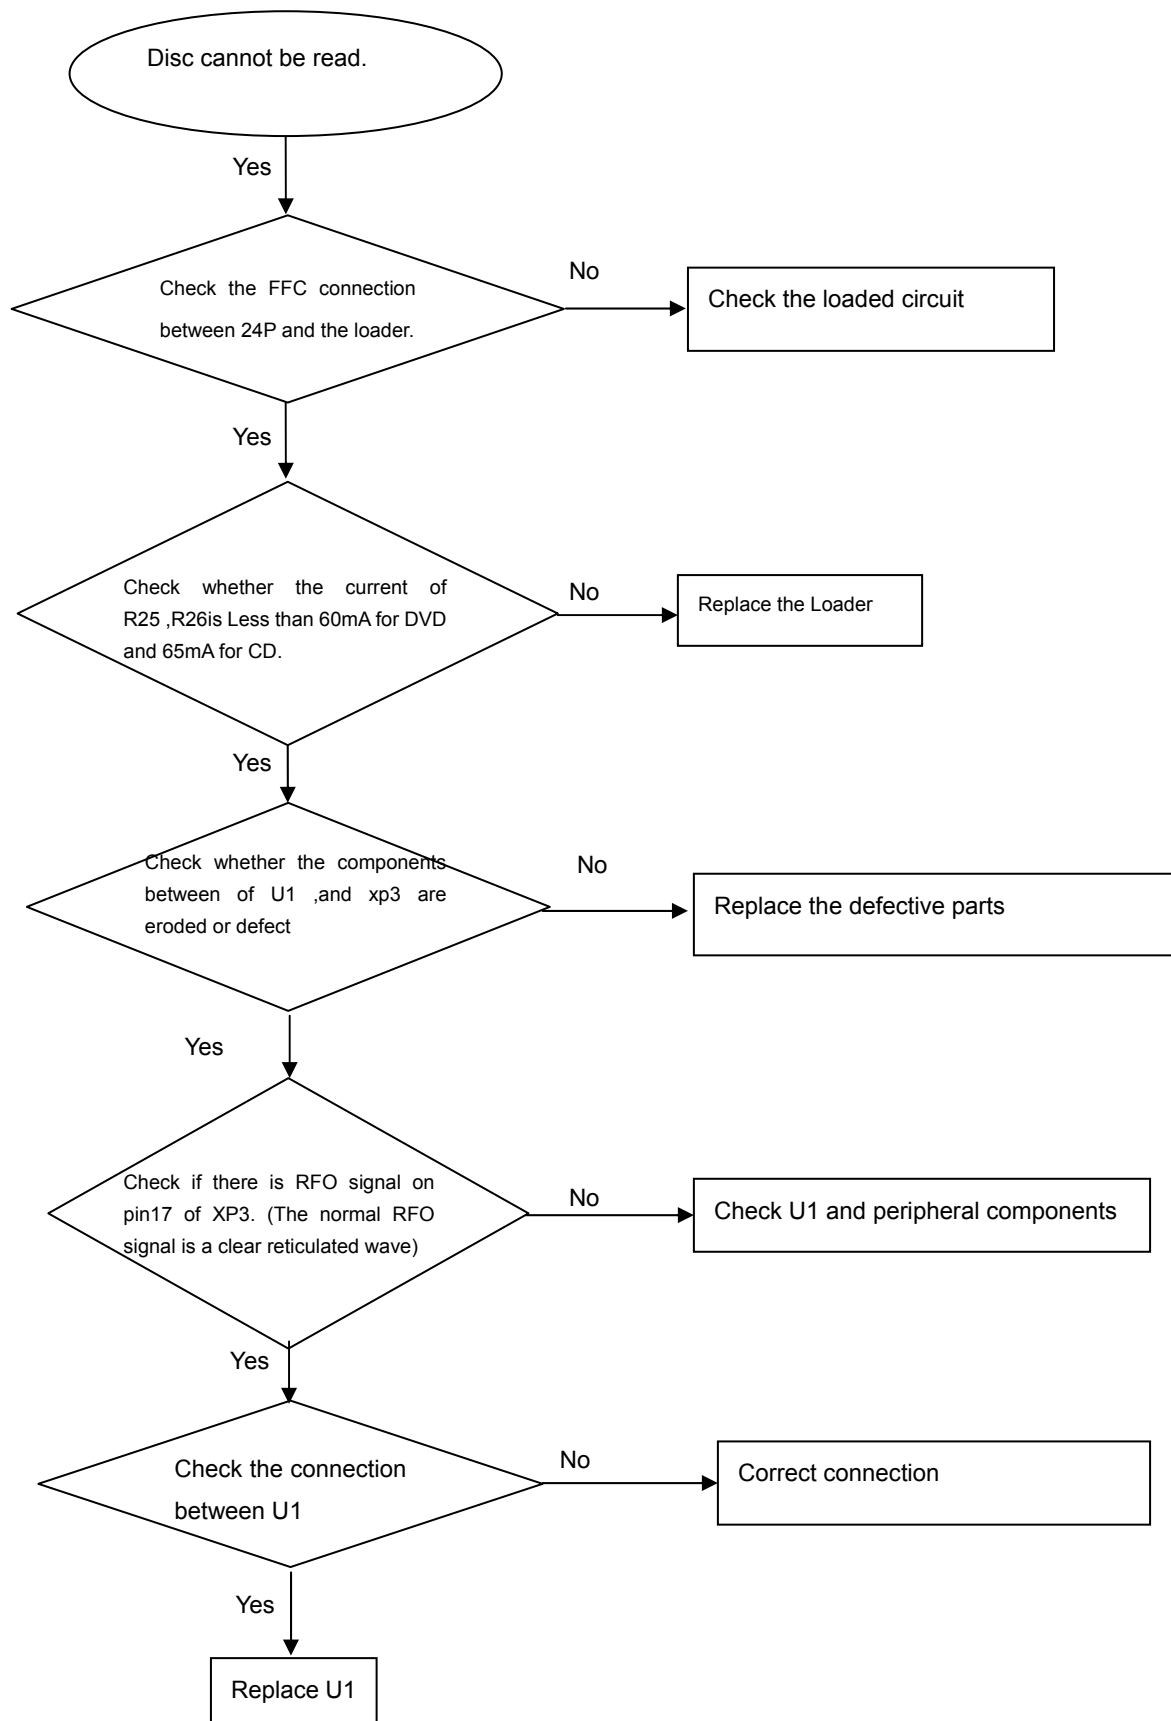 Disc cannot be read.
Yes
Check the FFC connection
between 24P and the loader.
No
Check the loaded circuit
Yes
Check whether the current of
R25 ,R26is Less than 60mA for DVD
and 65mA for CD.
No
Replace the Loader
Yes
Check whether the components
between of U1 ,and xp3 are
eroded or defect
No
Replace the defective parts
Yes
Check if there is RFO signal on
pin17 of XP3. (The normal RFO
signal is a clear reticulated wave)
No
Check U1 and peripheral components
Yes
Check the connection
between U1
No
Correct connection
Yes
Replace U1